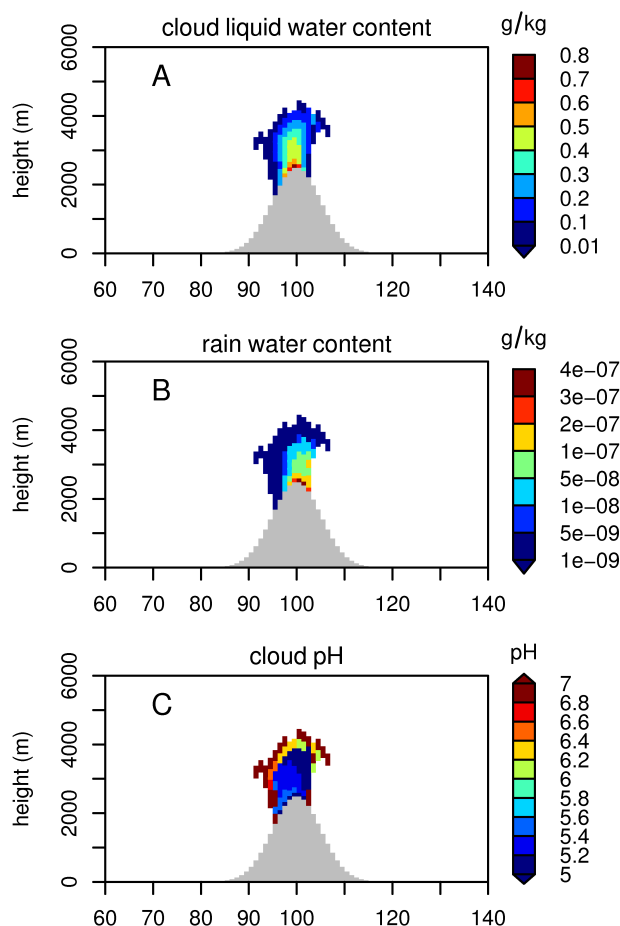 cloud liquid water content
g/kg
A
height (m)
0 2000 4000 6000
60 70 80 90 100 120 140
0.8
0.7
0.6
0.5
0.4
0.3
0.2
0.1
0.01
rain water content
g/kg
B
height (m)
0 2000 4000 6000
60 70 80 90 100 120 140
4e−07
3e−07
2e−07
1e−07
5e−08
1e−08
5e−09
1e−09
cloud pH
pH
C
height (m)
0 2000 4000 6000
60 70 80 90 100 120 140
7
6.8
6.6
6.4
6.2
6
5.8
5.6
5.4
5.2
5